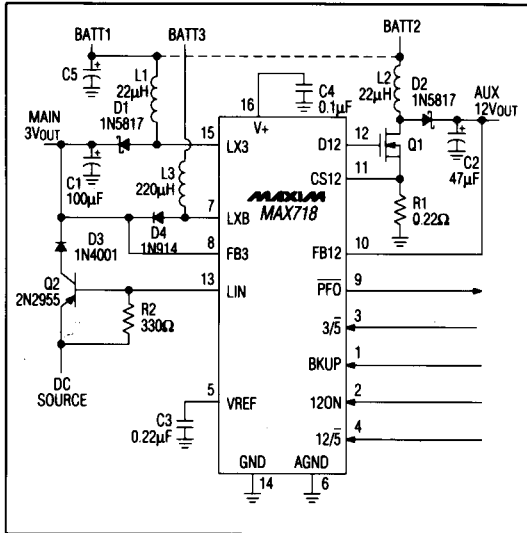 BATT1
BATT3
BATT2
C5
+
L1
22µH
L2
22µH
D2
1N5817
AUX
12VOUT
C4
0.1µF
16
V+
MAIN
3VOUT
D1
1N5817
15
LX3
D12
12
Q1
+
C1
100µF
L3
220µH
CS12
11
+
C2
47µF
MAXIM
MAX718
7
LXB
R1
0.22Ω
D4
1N914
8
FB3
FB12
10
D3
1N4001
Q2
2N2955
13
LIN
PFO
9
R2
330Ω
3/5
3
BKUP
1
DC
SOURCE
5
VREF
12ON
2
C3
0.22µF
12/5
4
GND
AGND
14
6